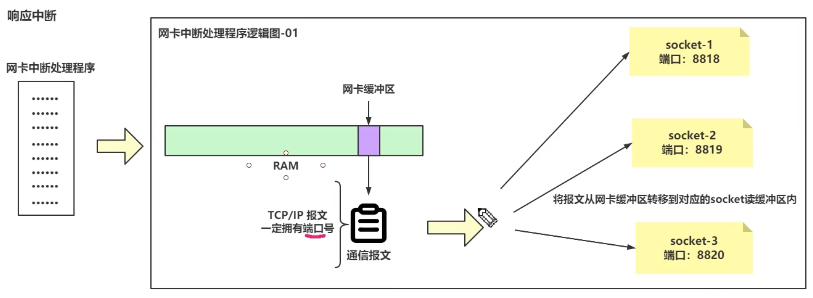 响应中断
网卡中断处理程序逻辑图-01
网卡中断处理程序
网卡缓冲区
RAM
TCP/IP 报文
一定拥有端口号
通信报文
socket-1
端口：8818
socket-2
端口：8819
将报文从网卡缓冲区转移到对应的socket读缓冲区内
socket-3
端口：8820